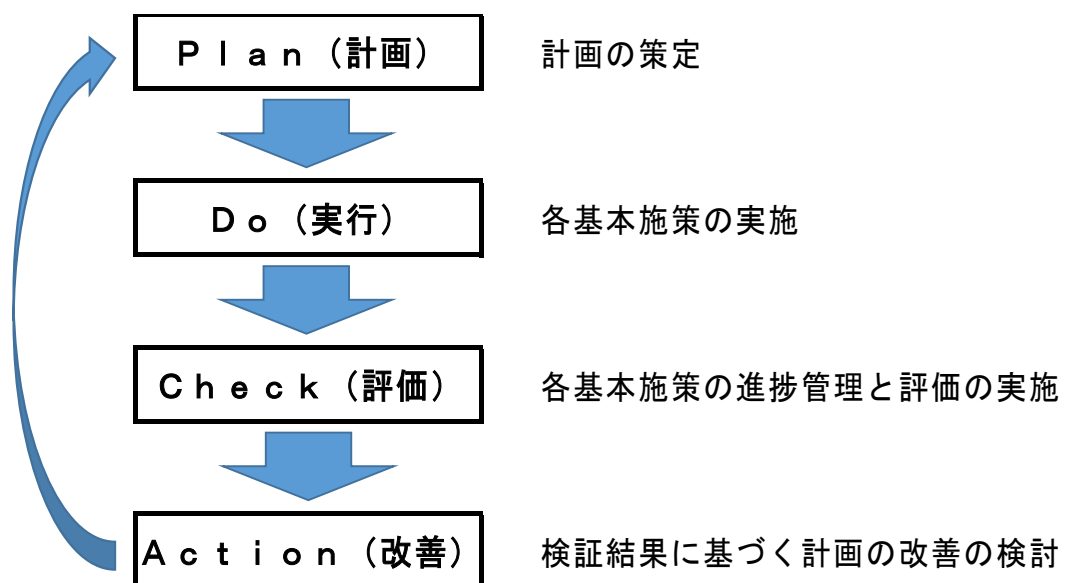 Ｐｌａｎ（計画）
計画の策定
Ｄｏ（実行）
各基本施策の実施
Ｃｈｅｃｋ（評価）
各基本施策の進捗管理と評価の実施
Ａｃｔｉｏｎ（改善）
検証結果に基づく計画の改善の検討